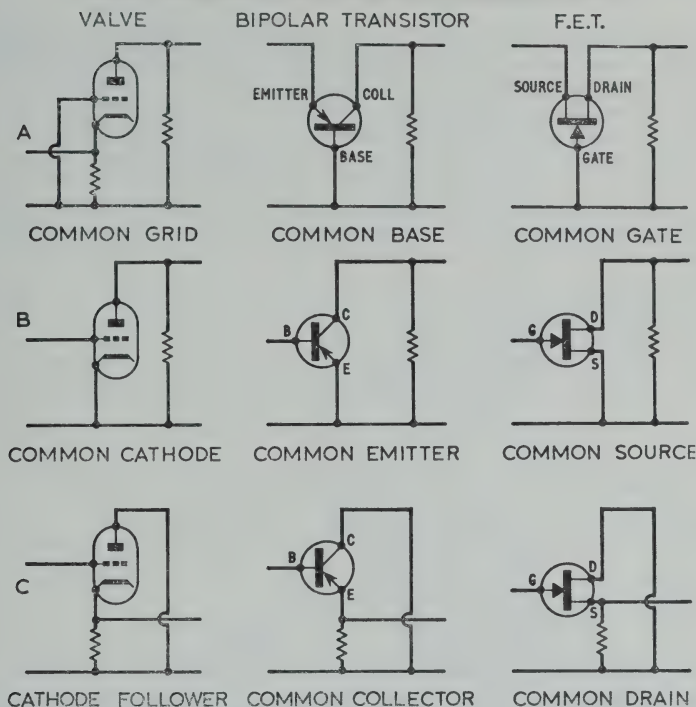 VALVE BIPOLAR TRANSISTOR F.E.T.
EMITTER COLL SOURCE DRAIN
A
BASE GATE
COMMON GRID COMMON BASE COMMON GATE
B B C E G D S
COMMON CATHODE COMMON EMITTER COMMON SOURCE
C B C E G D S
CATHODE FOLLOWER COMMON COLLECTOR COMMON DRAIN